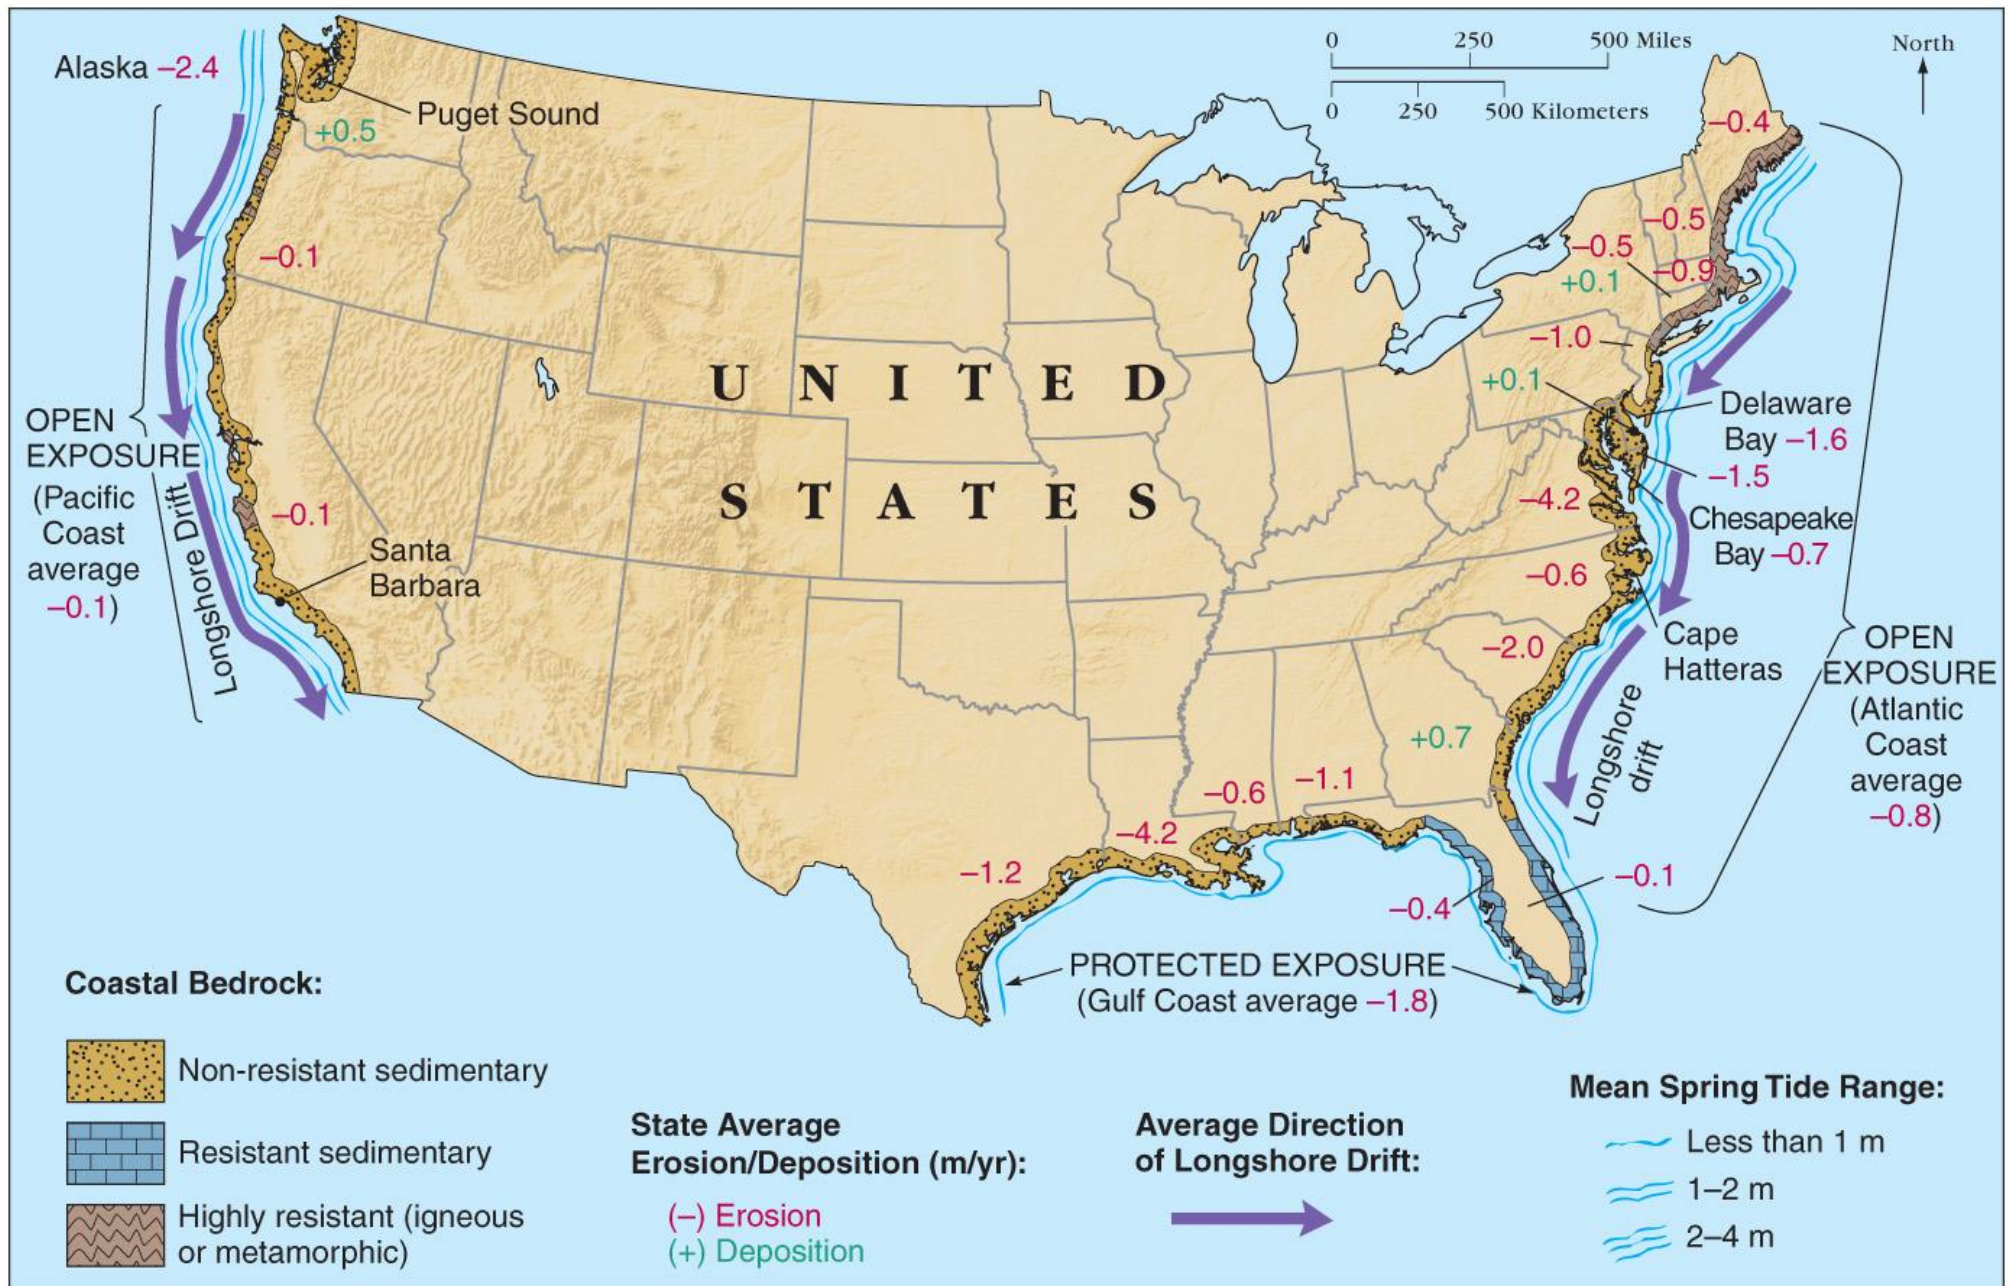 0 250 500 Miles
0 250 500 Kilometers
North
Alaska –2.4
Puget Sound
+0.5
–0.1
OPEN
EXPOSURE
(Pacific
Coast
average
–0.1)
Longshore Drift
–0.1
Santa
Barbara
UNITED
STATES
–0.4
–0.5
–0.5
–0.9
+0.1
–1.0
+0.1
Delaware
Bay –1.6
–1.5
–4.2
Chesapeake
Bay –0.7
–0.6
Cape
Hatteras
–2.0
OPEN
EXPOSURE
(Atlantic
Coast
average
–0.8)
Longshore
drift
+0.7
–1.1
–0.6
–4.2
–1.2
–0.4
–0.1
PROTECTED EXPOSURE
(Gulf Coast average –1.8)
Coastal Bedrock:
Non-resistant sedimentary
Resistant sedimentary
Highly resistant (igneous
or metamorphic)
State Average
Erosion/Deposition (m/yr):
(–) Erosion
(+) Deposition
Average Direction
of Longshore Drift:
Mean Spring Tide Range:
Less than 1 m
1–2 m
2–4 m